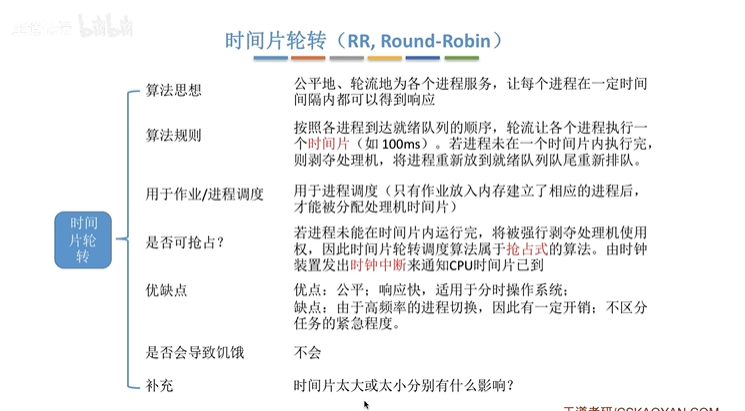 时间片轮转（RR, Round-Robin）
算法思想
公平地、轮流地为各个进程服务，让每个进程在一定时间
间隔内都可以得到响应
算法规则
按照各进程到达就绪队列的顺序，轮流让各个进程执行一
个时间片（如 100ms）。若进程未在一个时间片内执行完，
则剥夺处理机，将进程重新放到就绪队列队尾重新排队。
用于作业/进程调度
用于进程调度（只有作业放入内存建立了相应的进程后，
才能被分配处理机时间片）
时间
片轮
转
是否可抢占？
若进程未能在时间片内运行完，将被强行剥夺处理机使用
权，因此时间片轮转调度算法属于抢占式的算法。由时钟
装置发出时钟中断来通知CPU时间片已到
优缺点
优点：公平；响应快，适用于分时操作系统；
缺点：由于高频率的进程切换，因此有一定开销；不区分
任务的紧急程度。
是否会导致饥饿
不会
补充
时间片太大或太小分别有什么影响？
王道考研/CSKAOYAN.COM